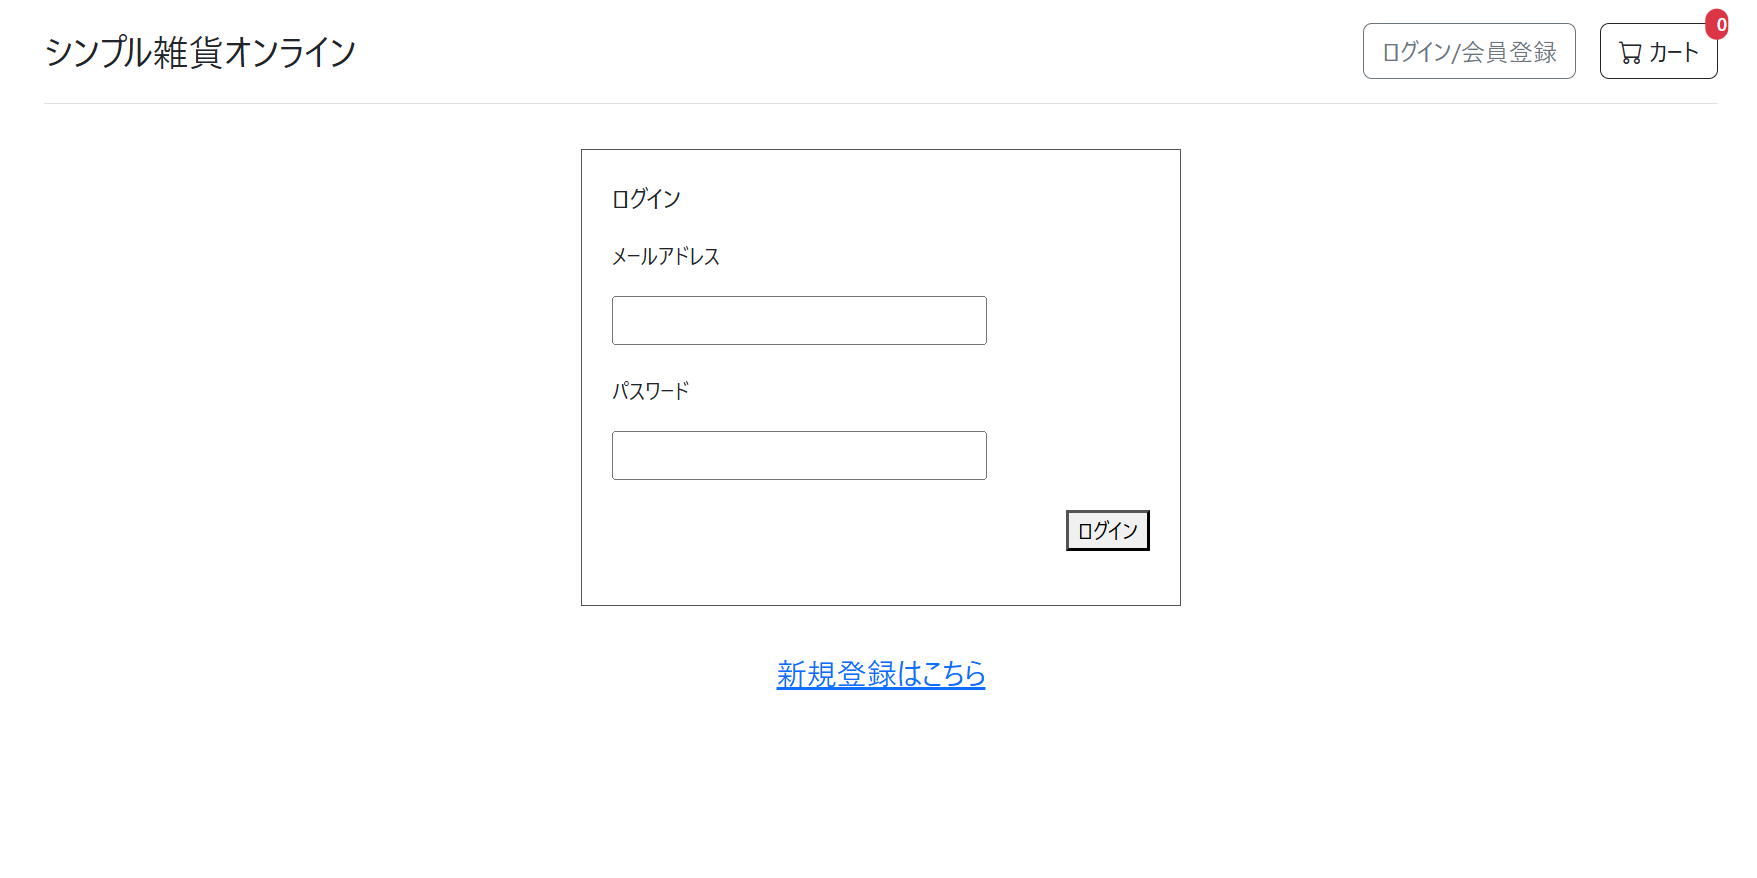 シンプル雑貨オンライン
ログイン/会員登録
カート
0
ログイン
メールアドレス
パスワード
ログイン
新規登録はこちら